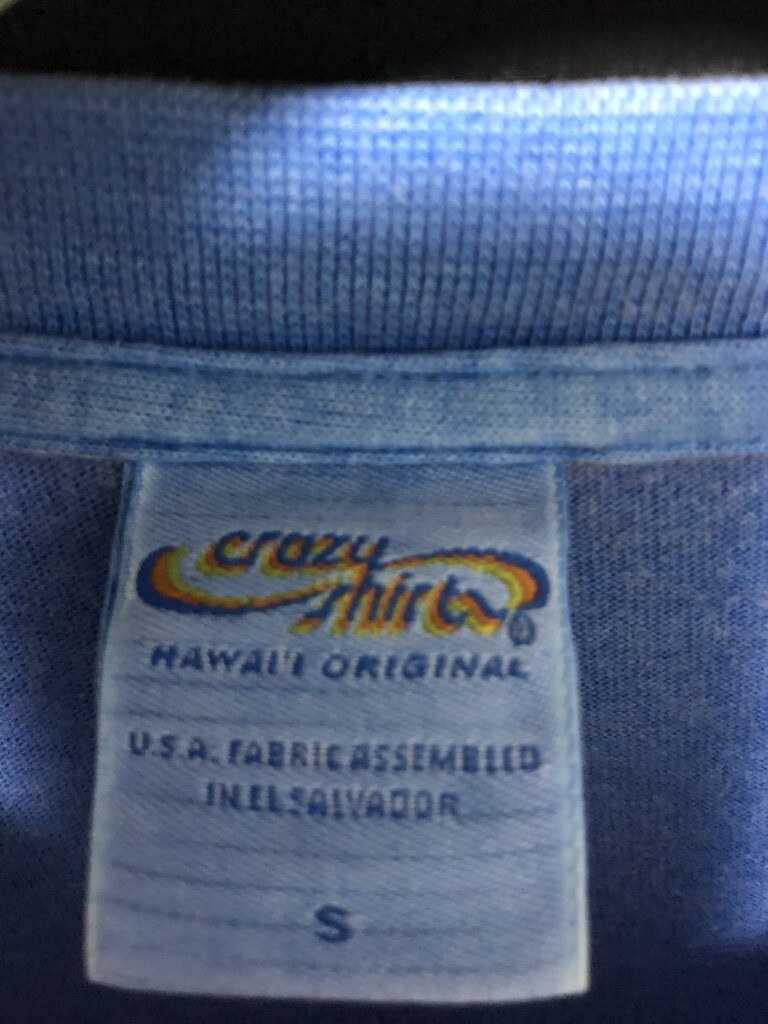 crazy
shirts®
HAWAI'I ORIGINAL
U.S.A. FABRIC ASSEMBLED
IN EL SALVADOR
S